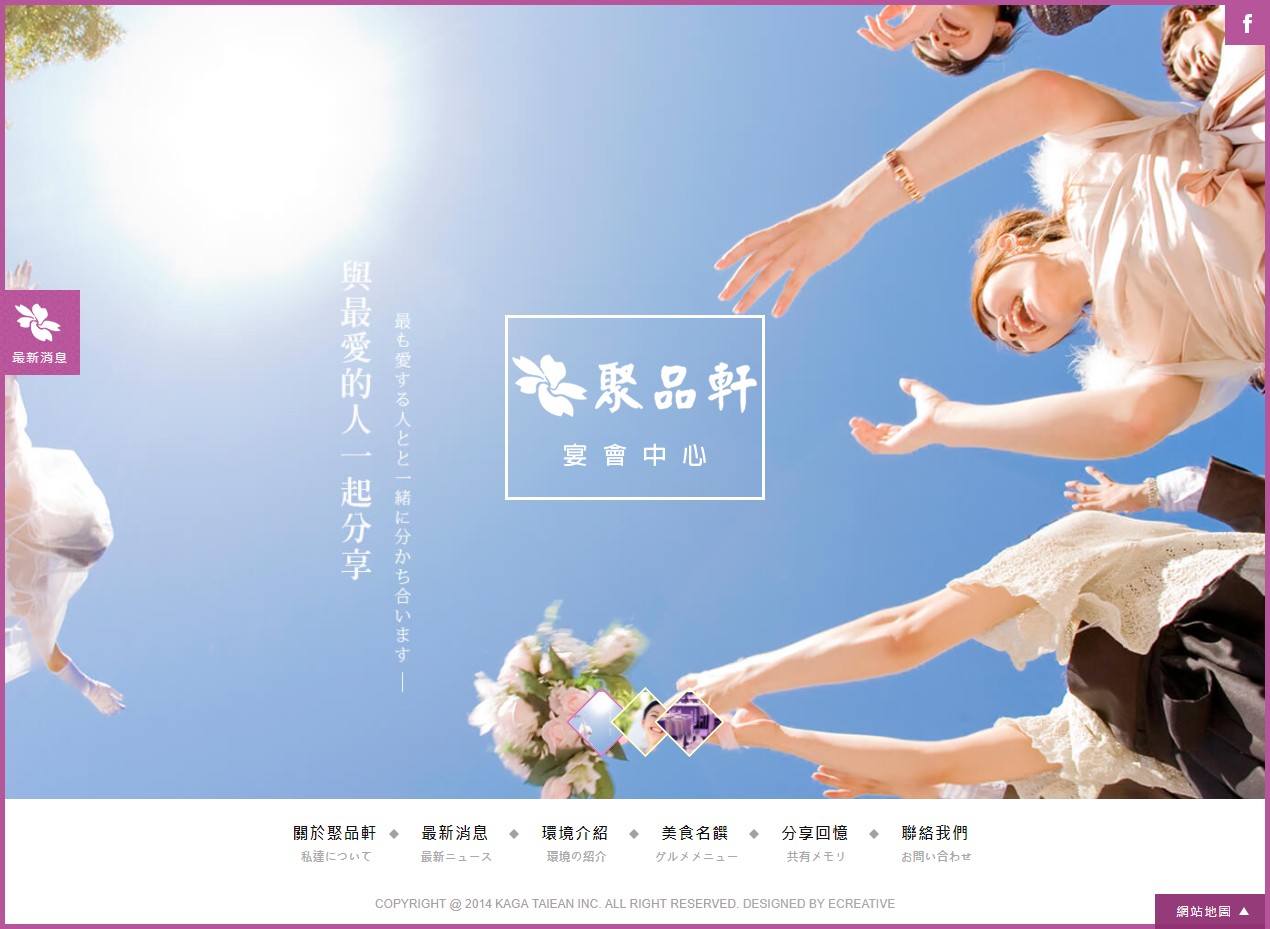 f
與最愛的人一起分享
最も愛する人とと一緒に分かち合います
最新消息
聚品軒
宴會中心
關於聚品軒 ◆ 最新消息 ◆ 環境介紹 ◆ 美食名饌 ◆ 分享回憶 ◆ 聯絡我們
私達について 最新ニュース 環境の紹介 グルメメニュー 共有メモリ お問い合わせ
COPYRIGHT @ 2014 KAGA TAIEAN INC. ALL RIGHT RESERVED. DESIGNED BY ECREATIVE
網站地圖 ▲